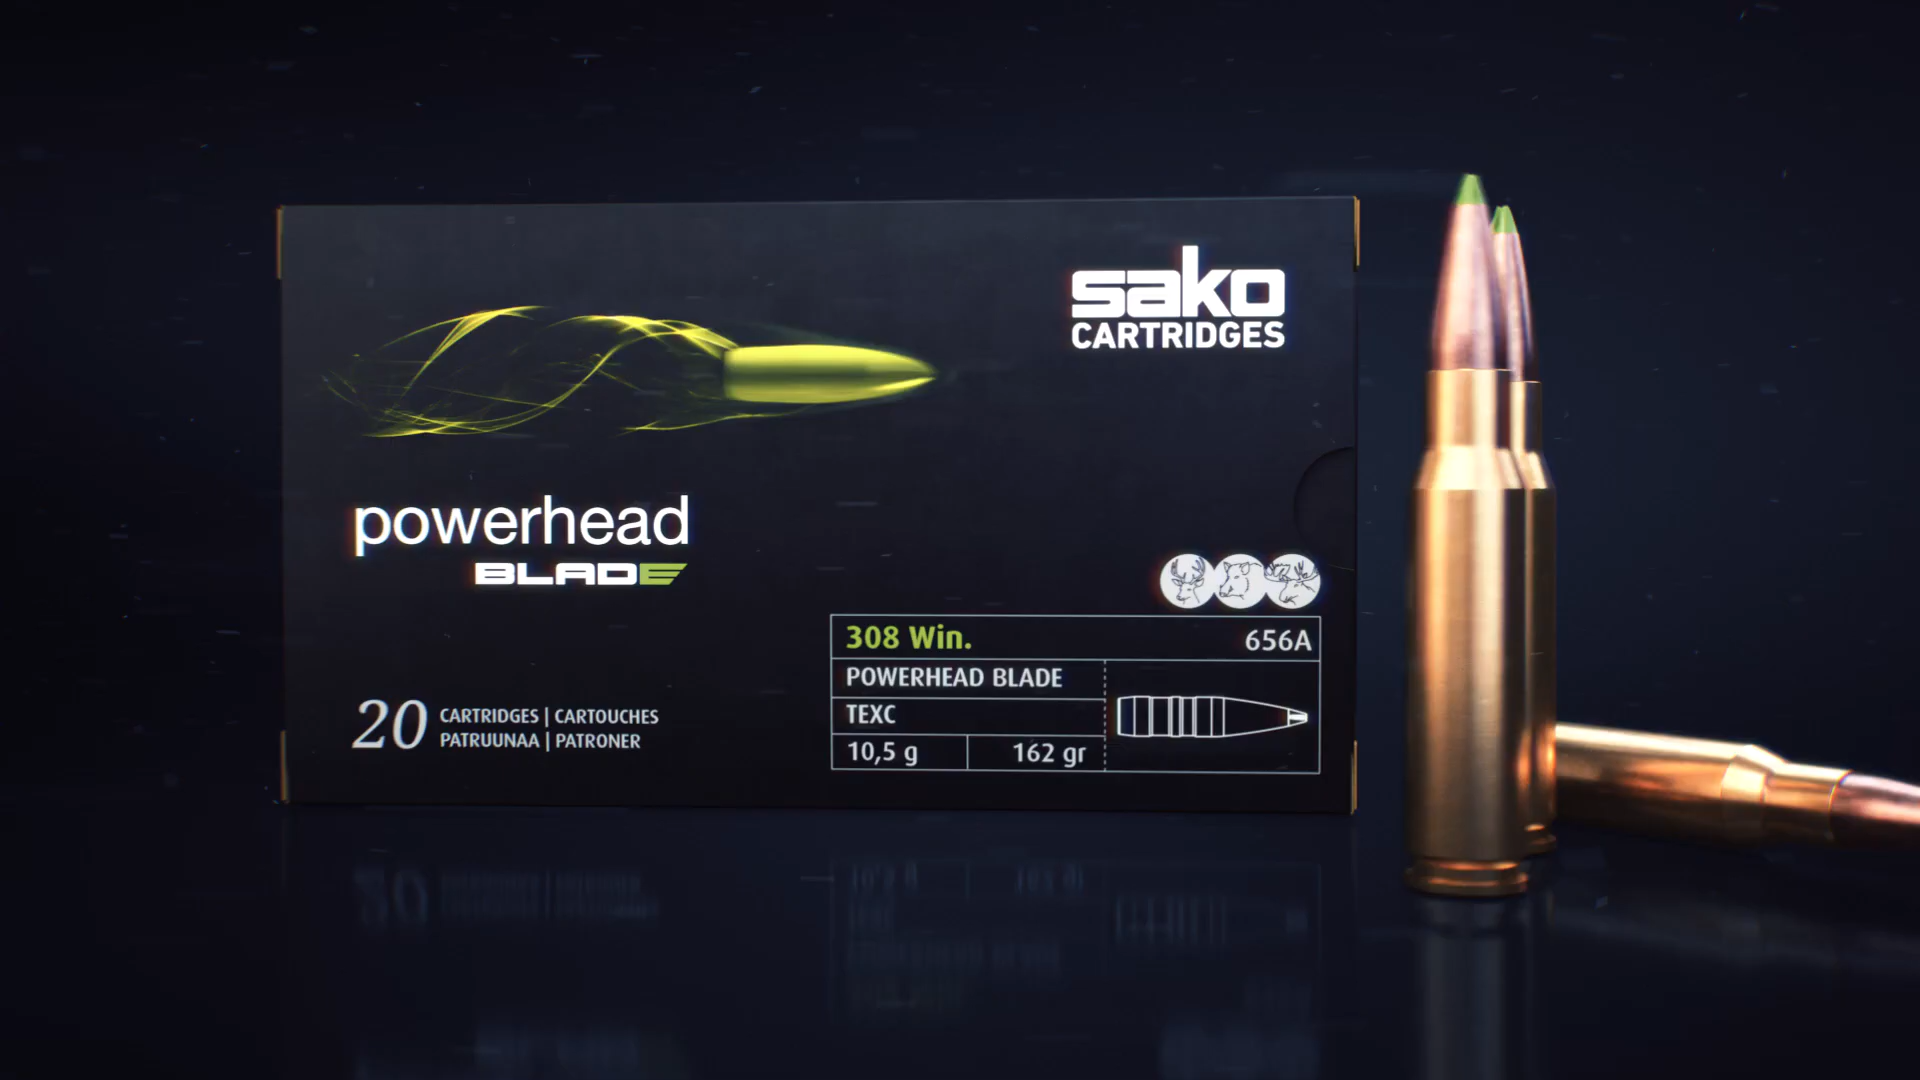 sako
CARTRIDGES
powerhead
BLADE
308 Win. 656A
POWERHEAD BLADE
TEXC
10,5 g 162 gr
20 CARTRIDGES | CARTOUCHES
PATRUUNAA | PATRONER